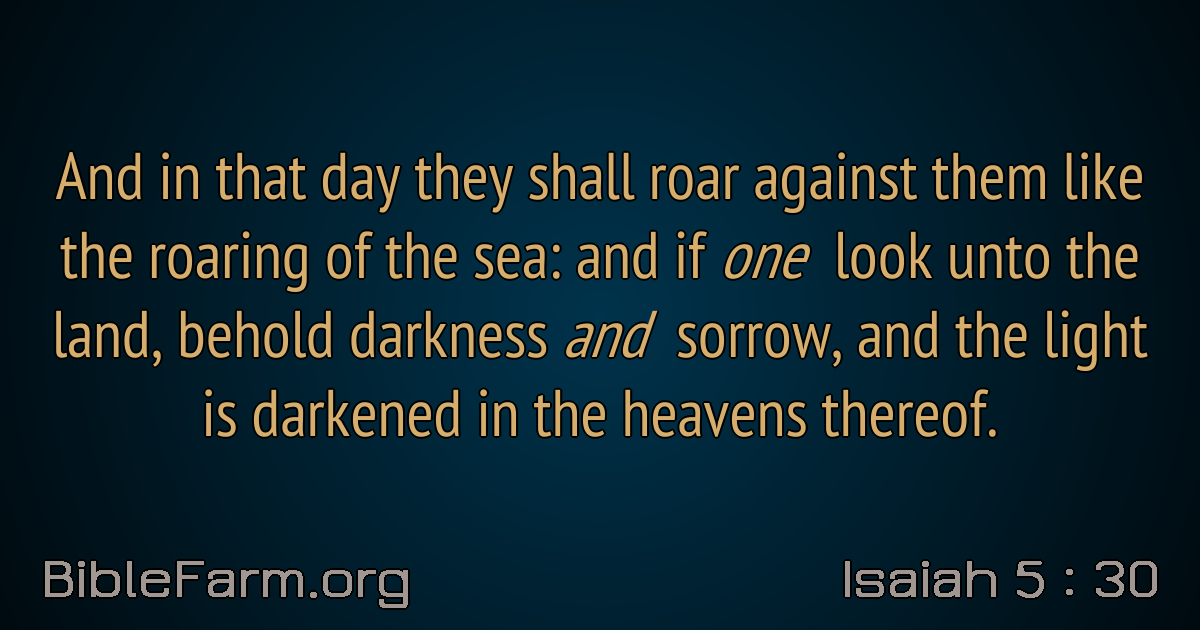 And in that day they shall roar against them like
the roaring of the sea: and if one look unto the
land, behold darkness and sorrow, and the light
is darkened in the heavens thereof.
BibleFarm.org
Isaiah 5 : 30